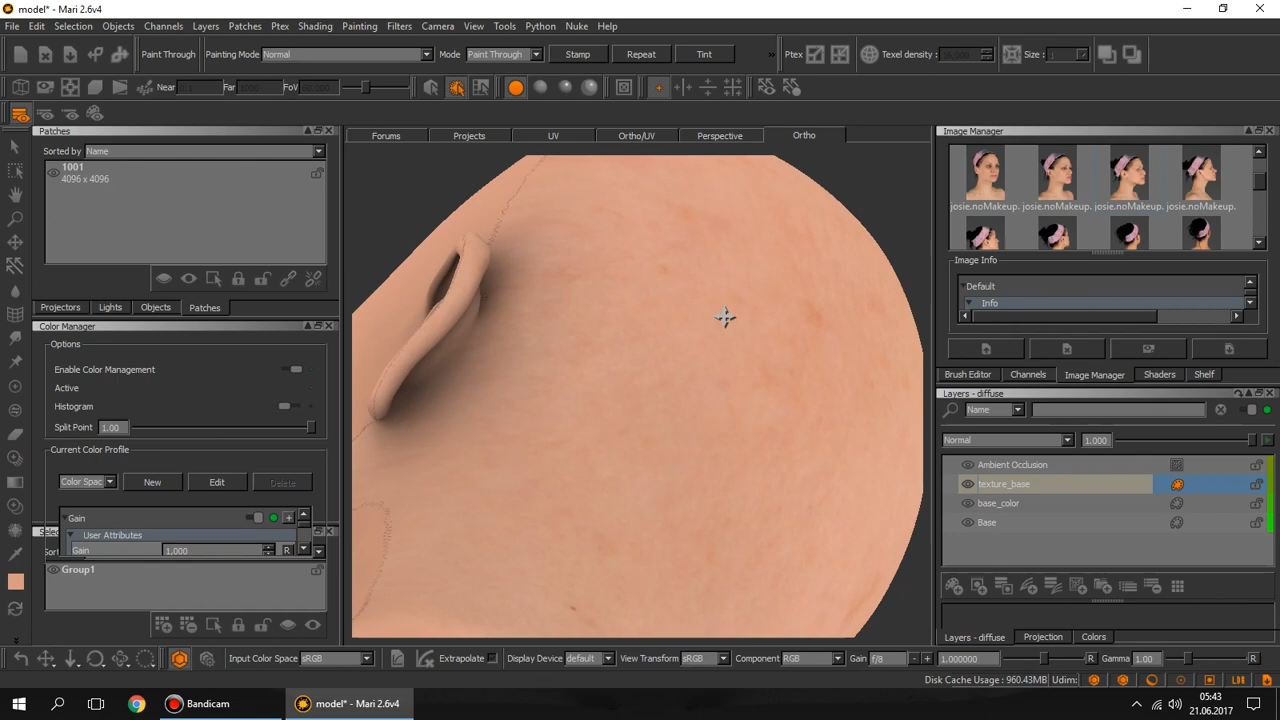 model* - Mari 2.6v4
File Edit Selection Objects Channels Layers Patches Ptex Shading Painting Filters Camera View Tools Python Nuke Help
Paint Through Painting Mode Normal Mode Paint Through Stamp Repeat Tint » Ptex Texel density: Size: 1
Near 0.1 Far 1000 FoV
Patches
Sorted by Name
1001
4096 x 4096
Projectors Lights Objects Patches
Color Manager
Options
Enable Color Management
Active
Histogram
Split Point 1.00
Current Color Profile
Color Spac New Edit Delete
Gain
User Attributes
Gain 1.000 R
Group1
Forums Projects UV Ortho/UV Perspective Ortho
Image Manager
josie.noMakeup. josie.noMakeup. josie.noMakeup. josie.noMakeup.
Image Info
Default
Info
Brush Editor Channels Image Manager Shaders Shelf
Layers - diffuse
Name
Normal 1.000
Ambient Occlusion
texture_base
base_color
Base
Layers - diffuse Projection Colors
Input Color Space sRGB Extrapolate Display Device default View Transform sRGB Component RGB Gain f/8 - + 1.000000 R Gamma 1.00 R
Disk Cache Usage: 960.43MB Udim:
Bandicam model* - Mari 2.6v4
05:43
21.06.2017